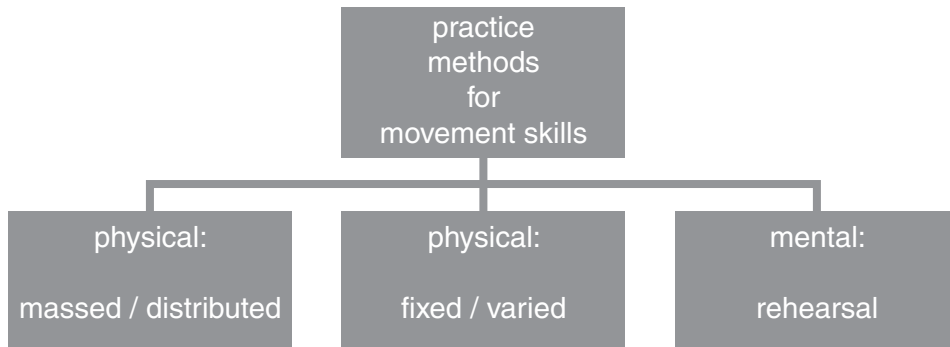 practice
methods
for
movement skills
physical:
massed / distributed
physical:
fixed / varied
mental:
rehearsal